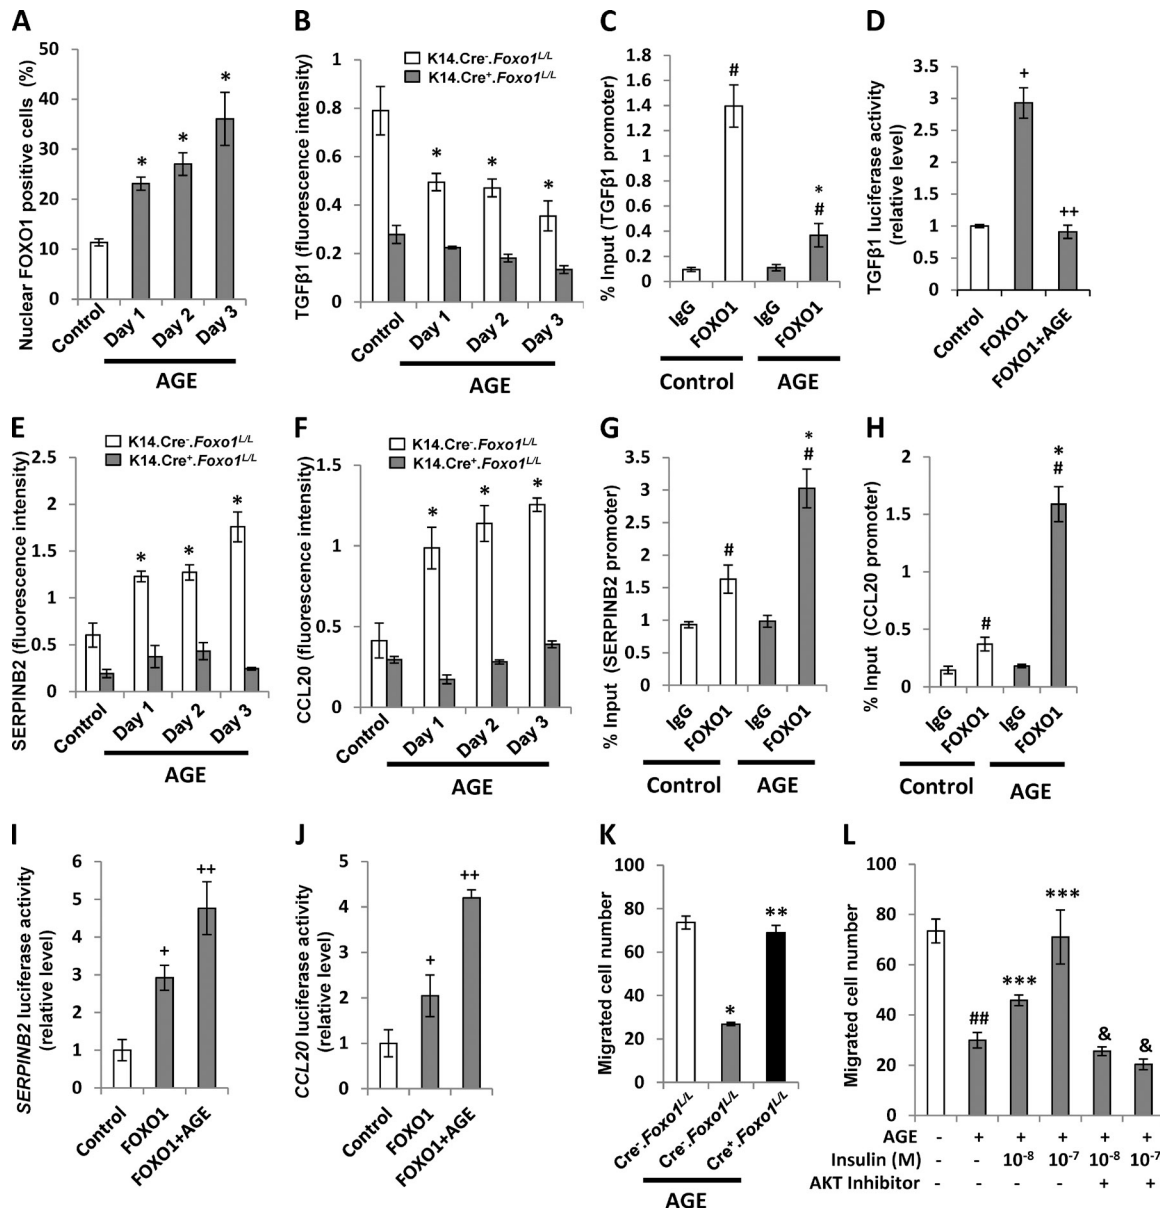 A
Nuclear FOXO1 positive cells (%)
50
40
30
20
10
0
*
*
*
Control
Day 1
Day 2
Day 3
AGE
B
TGFβ1 (fluorescence intensity)
K14.Cre⁻.Foxo1ᴸ/ᴸ
K14.Cre⁺.Foxo1ᴸ/ᴸ
1
0.8
0.6
0.4
0.2
0
*
*
*
Control
Day 1
Day 2
Day 3
AGE
C
% Input (TGFβ1 promoter)
1.8
1.6
1.4
1.2
1
0.8
0.6
0.4
0.2
0
#
*
#
IgG
FOXO1
IgG
FOXO1
Control
AGE
D
TGFβ1 luciferase activity
(relative level)
3.5
3
2.5
2
1.5
1
0.5
0
+
++
Control
FOXO1
FOXO1+AGE
E
SERPINB2 (fluorescence intensity)
K14.Cre⁻.Foxo1ᴸ/ᴸ
K14.Cre⁺.Foxo1ᴸ/ᴸ
2.5
2
1.5
1
0.5
0
*
*
*
Control
Day 1
Day 2
Day 3
AGE
F
CCL20 (fluorescence intensity)
K14.Cre⁻.Foxo1ᴸ/ᴸ
K14.Cre⁺.Foxo1ᴸ/ᴸ
1.5
1
0.5
0
*
*
*
Control
Day 1
Day 2
Day 3
AGE
G
% Input (SERPINB2 promoter)
3.5
3
2.5
2
1.5
1
0.5
0
#
*
#
IgG
FOXO1
IgG
FOXO1
Control
AGE
H
% Input (CCL20 promoter)
2
1.5
1
0.5
0
#
*
#
IgG
FOXO1
IgG
FOXO1
Control
AGE
I
SERPINB2 luciferase activity
(relative level)
6
5
4
3
2
1
0
+
++
Control
FOXO1
FOXO1+AGE
J
CCL20 luciferase activity
(relative level)
5
4
3
2
1
0
+
++
Control
FOXO1
FOXO1+AGE
K
Migrated cell number
100
80
60
40
20
0
*
**
Cre⁻.Foxo1ᴸ/ᴸ
Cre⁻.Foxo1ᴸ/ᴸ
Cre⁺.Foxo1ᴸ/ᴸ
AGE
L
Migrated cell number
100
80
60
40
20
0
##
***
***
&
&
AGE - + + + + +
Insulin (M) - - 10⁻⁸ 10⁻⁷ 10⁻⁸ 10⁻⁷
AKT Inhibitor - - - - + +